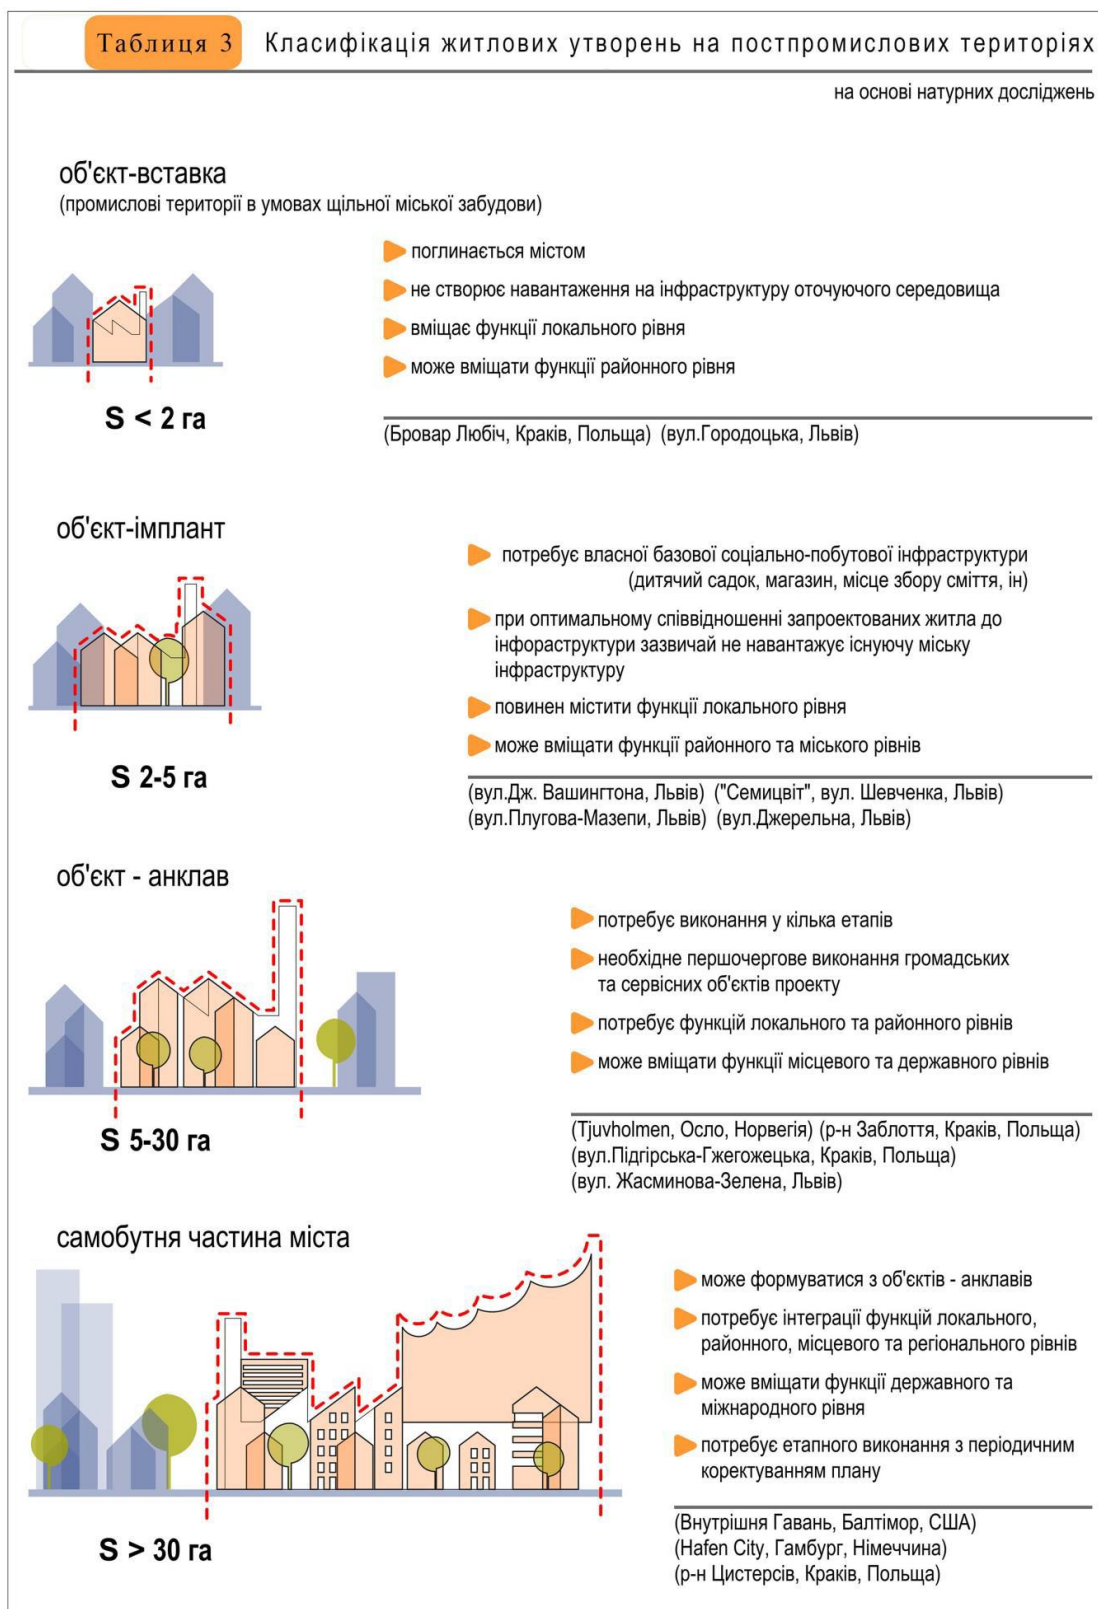 Таблиця 3 Класифікація житлових утворень на постпромислових територіях
на основі натурних досліджень
об'єкт-вставка
(промислові території в умовах щільної міської забудови)
поглинається містом
не створює навантаження на інфраструктуру оточуючого середовища
вміщає функції локального рівня
може вміщати функції районного рівня
S < 2 га
(Бровар Любіч, Краків, Польща) (вул.Городоцька, Львів)
об'єкт-імплант
потребує власної базової соціально-побутової інфраструктури
(дитячий садок, магазин, місце збору сміття, ін)
при оптимальному співвідношенні запроектованих житла до
інфораструктури зазвичай не навантажує існуючу міську
інфраструктуру
повинен містити функції локального рівня
може вміщати функції районного та міського рівнів
S 2-5 га
(вул.Дж. Вашингтона, Львів) ("Семицвіт", вул. Шевченка, Львів)
(вул.Плугова-Мазепи, Львів) (вул.Джерельна, Львів)
об'єкт - анклав
потребує виконання у кілька етапів
необхідне першочергове виконання громадських
та сервісних об'єктів проекту
потребує функцій локального та районного рівнів
може вміщати функції місцевого та державного рівнів
S 5-30 га
(Tjuvholmen, Осло, Норвегія) (р-н Заблоття, Краків, Польща)
(вул.Підгірська-Гжегожецька, Краків, Польща)
(вул. Жасминова-Зелена, Львів)
самобутня частина міста
може формуватися з об'єктів - анклавів
потребує інтеграції функцій локального,
районного, місцевого та регіонального рівнів
може вміщати функції державного та
міжнародного рівня
потребує етапного виконання з періодичним
коректуванням плану
S > 30 га
(Внутрішня Гавань, Балтімор, США)
(Hafen City, Гамбург, Німеччина)
(р-н Цистерсів, Краків, Польща)